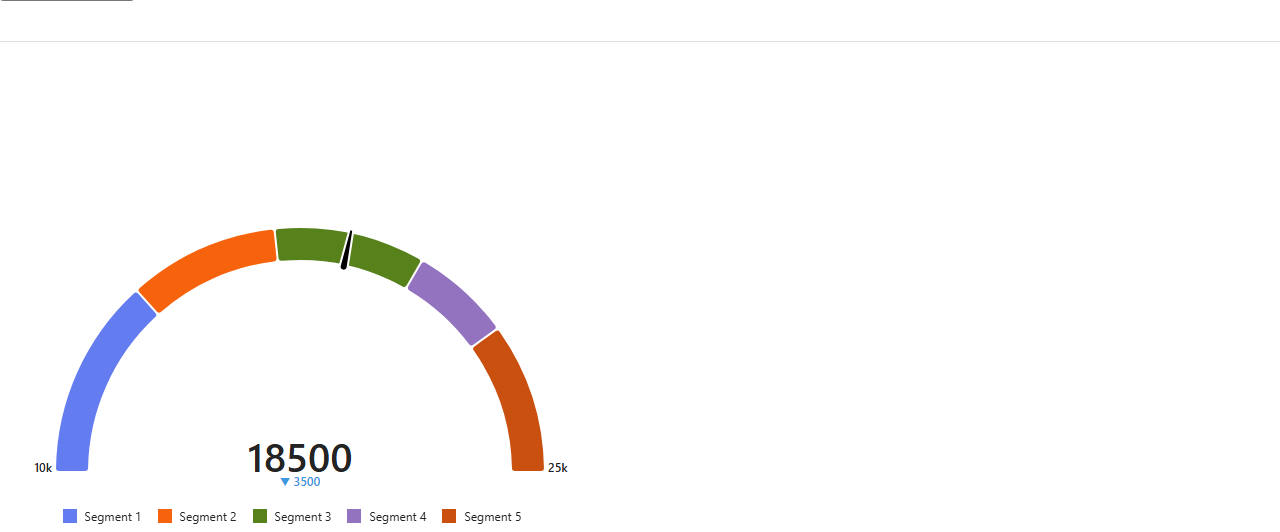 18500
10k
25k
▼ 3500
Segment 1
Segment 2
Segment 3
Segment 4
Segment 5